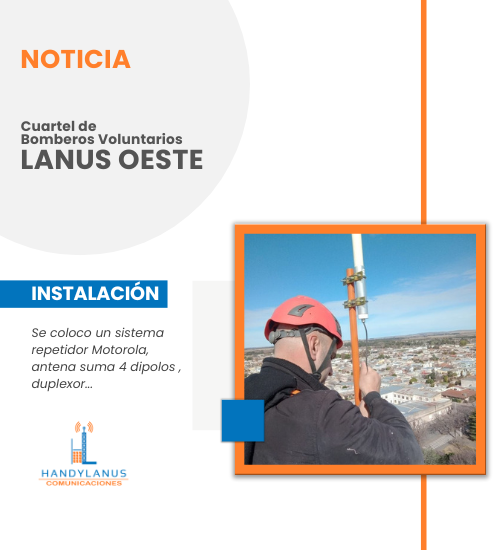 NOTICIA
Cuartel de
Bomberos Voluntarios
LANUS OESTE
INSTALACIÓN
Se coloco un sistema
repetidor Motorola,
antena suma 4 dipolos ,
duplexor...
HANDYLANUS
COMUNICACIONES